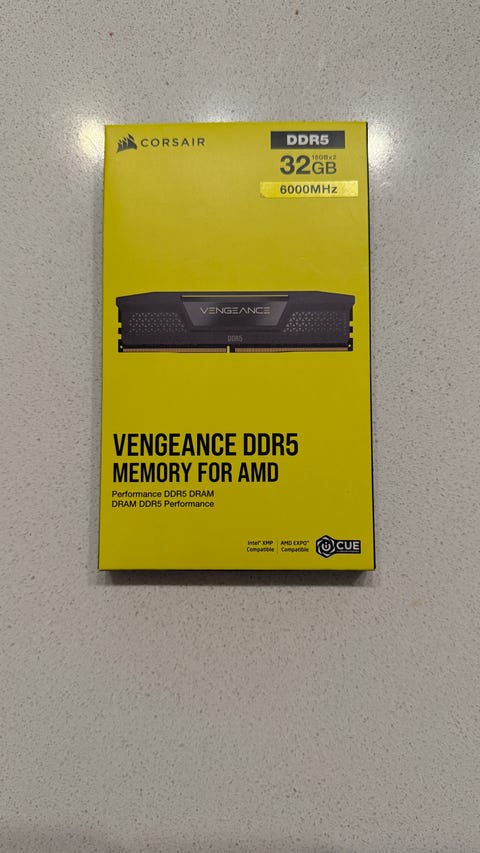 CORSAIR
DDR5
32GB 16GBx2
6000MHz
VENGEANCE
DDR5
VENGEANCE DDR5
MEMORY FOR AMD
Performance DDR5 DRAM
DRAM DDR5 Performance
Intel® XMP
Compatible
AMD EXPO™
Compatible
iCUE